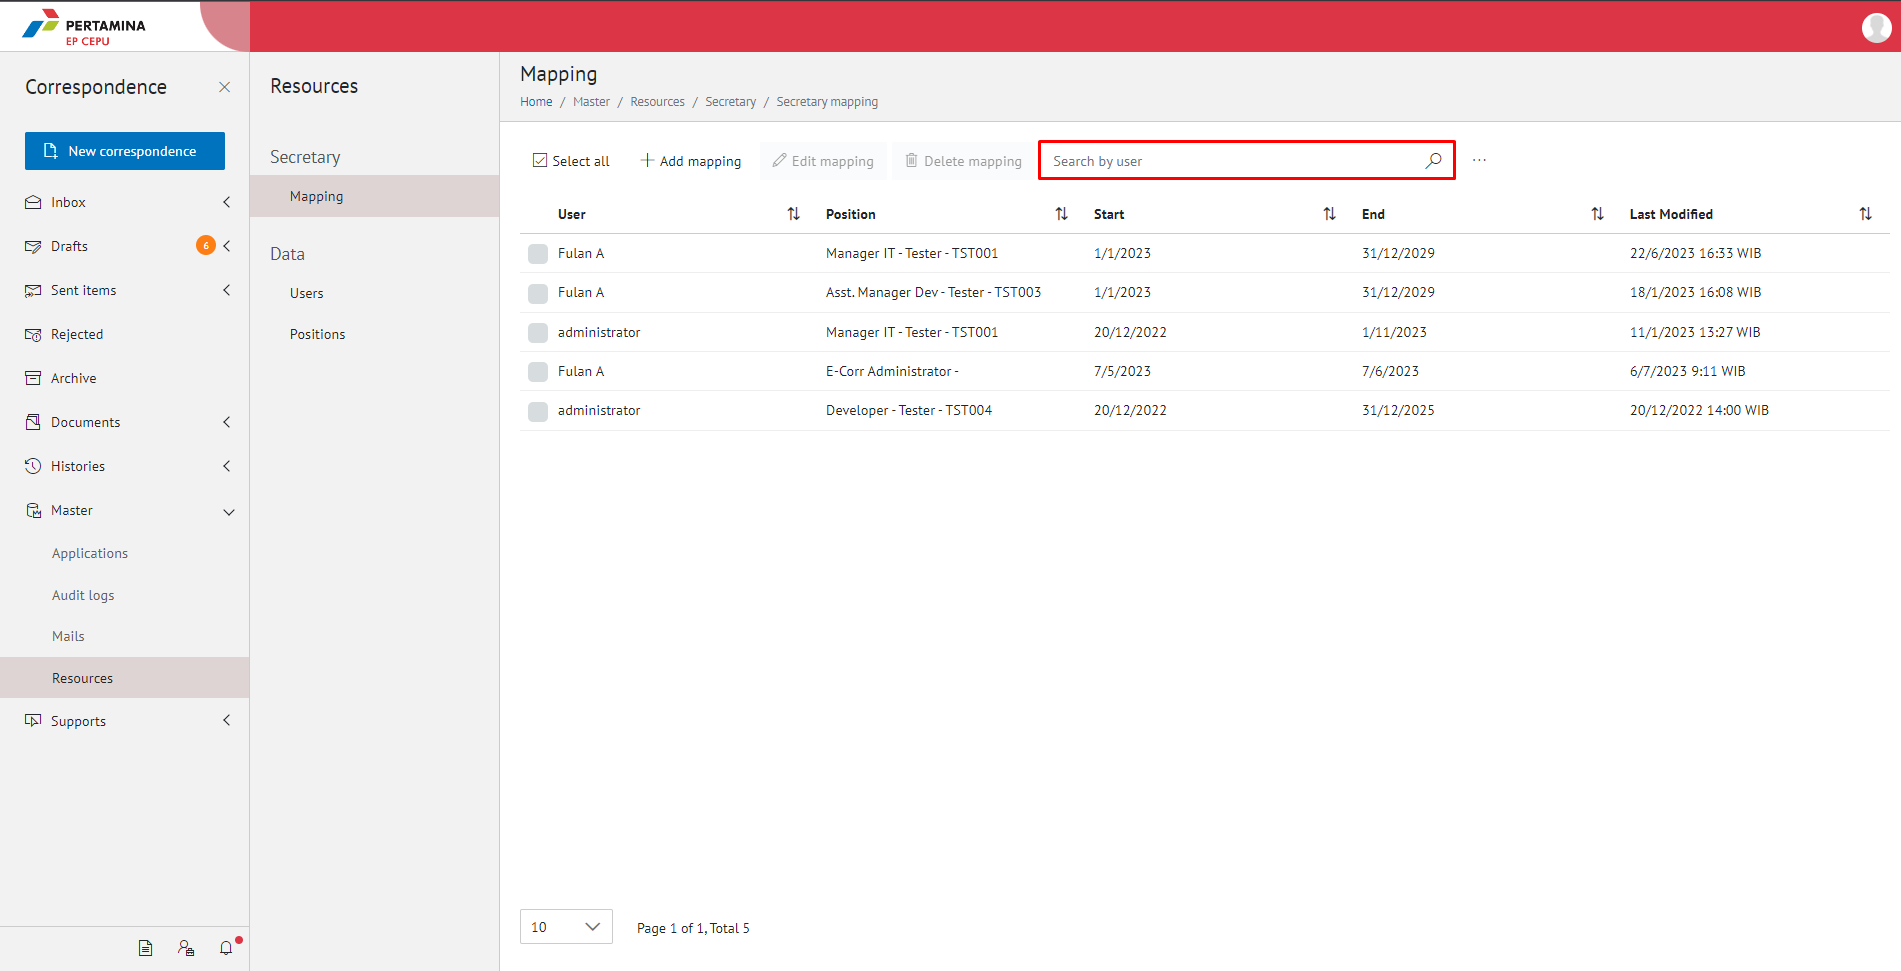 PERTAMINA
EP CEPU
Correspondence
New correspondence
Inbox
Drafts 6
Sent items
Rejected
Archive
Documents
Histories
Master
Applications
Audit logs
Mails
Resources
Supports
Resources
Secretary
Mapping
Data
Users
Positions
Mapping
Home / Master / Resources / Secretary / Secretary mapping
Select all Add mapping Edit mapping Delete mapping Search by user ...
User Position Start End Last Modified
Fulan A Manager IT - Tester - TST001 1/1/2023 31/12/2029 22/6/2023 16:33 WIB
Fulan A Asst. Manager Dev - Tester - TST003 1/1/2023 31/12/2029 18/1/2023 16:08 WIB
administrator Manager IT - Tester - TST001 20/12/2022 1/11/2023 11/1/2023 13:27 WIB
Fulan A E-Corr Administrator - 7/5/2023 7/6/2023 6/7/2023 9:11 WIB
administrator Developer - Tester - TST004 20/12/2022 31/12/2025 20/12/2022 14:00 WIB
10 Page 1 of 1, Total 5